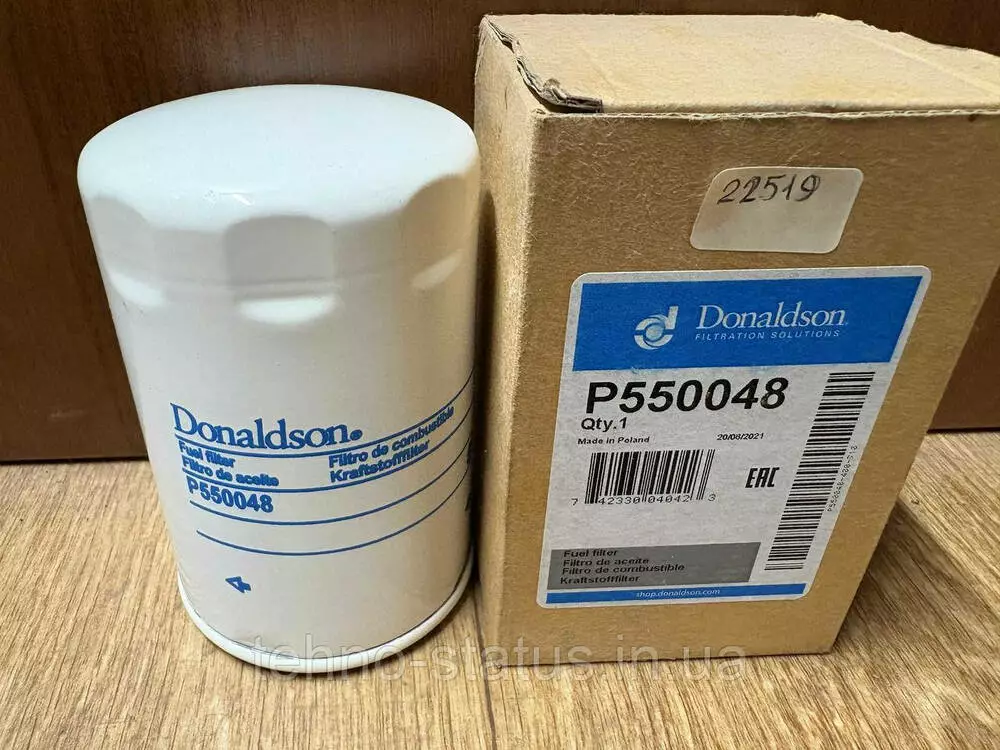 Donaldson®
Fuel filter
Filtro de aceite
Filtro de combustible
Kraftstofffilter
P550048
22519
Donaldson
FILTRATION SOLUTIONS
P550048
Qty.1
Made in Poland
20/08/2021
7 42330 04042 3
EAC
Fuel filter
Filtro de aceite
Filtro de combustible
Kraftstofffilter
shop.donaldson.com
tehno-status.in.ua